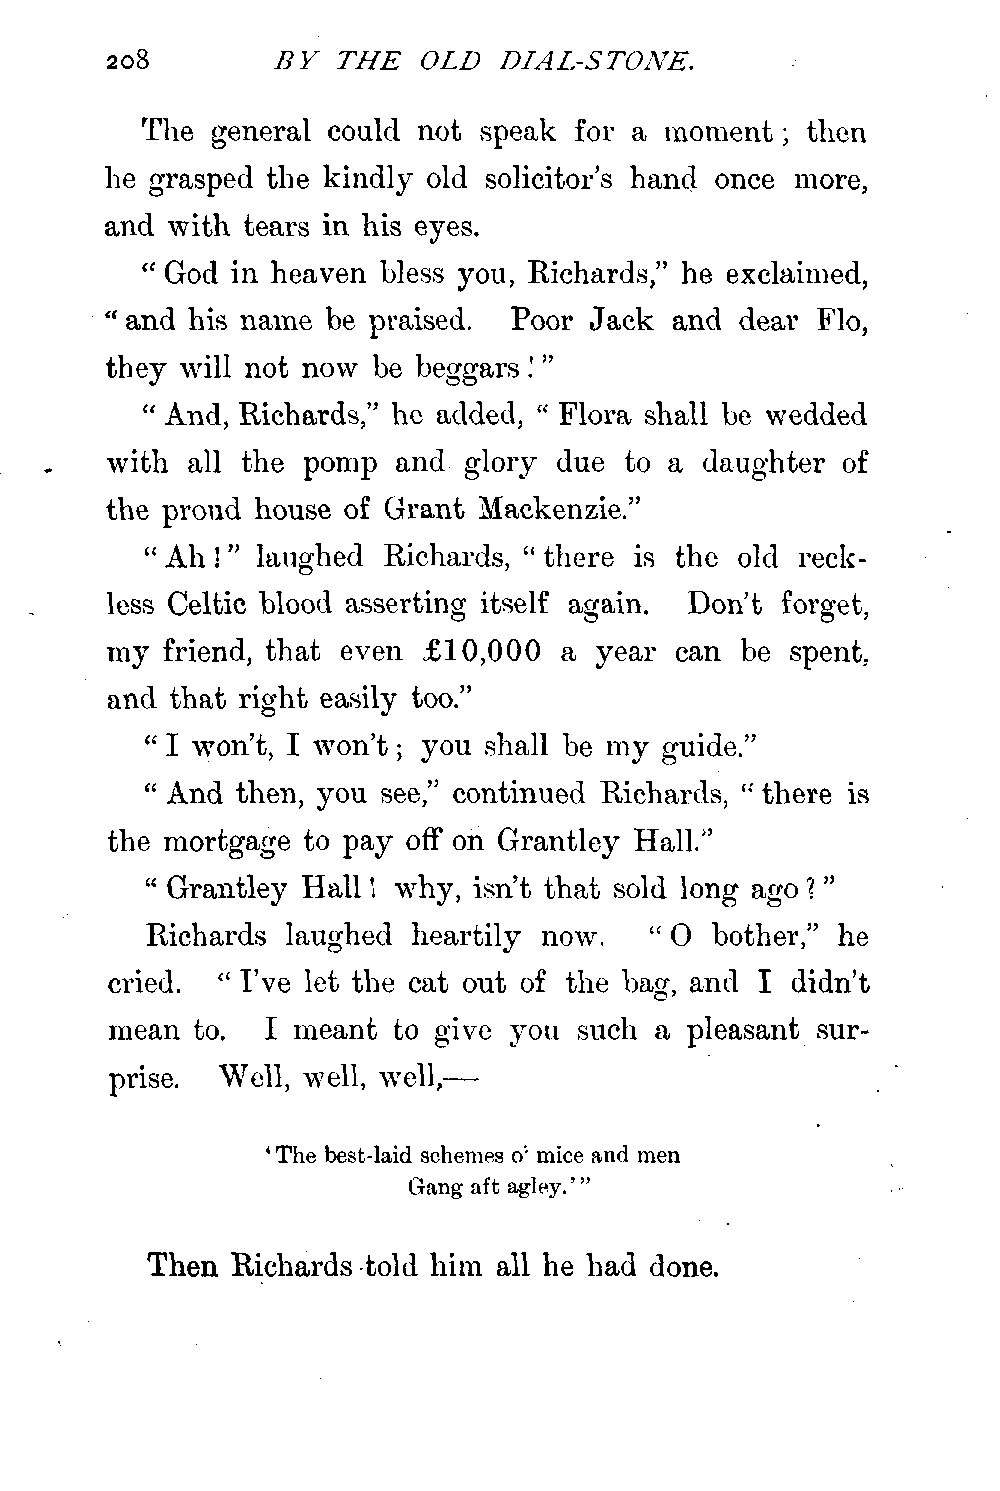 208 BY THE OLD DIAL-STONE.
The general could not speak for a moment; then
he grasped the kindly old solicitor's hand once more,
and with tears in his eyes.
"God in heaven bless you, Richards," he exclaimed,
"and his name be praised. Poor Jack and dear Flo,
they will not now be beggars!"
"And, Richards," he added, "Flora shall be wedded
with all the pomp and glory due to a daughter of
the proud house of Grant Mackenzie."
"Ah!" laughed Richards, "there is the old reck-
less Celtic blood asserting itself again. Don't forget,
my friend, that even £10,000 a year can be spent,
and that right easily too."
"I won't, I won't; you shall be my guide."
"And then, you see," continued Richards, "there is
the mortgage to pay off on Grantley Hall."
"Grantley Hall! why, isn't that sold long ago?"
Richards laughed heartily now. "O bother," he
cried. "I've let the cat out of the bag, and I didn't
mean to. I meant to give you such a pleasant sur-
prise. Well, well, well,—
'The best-laid schemes o' mice and men
Gang aft agley.'"
Then Richards told him all he had done.